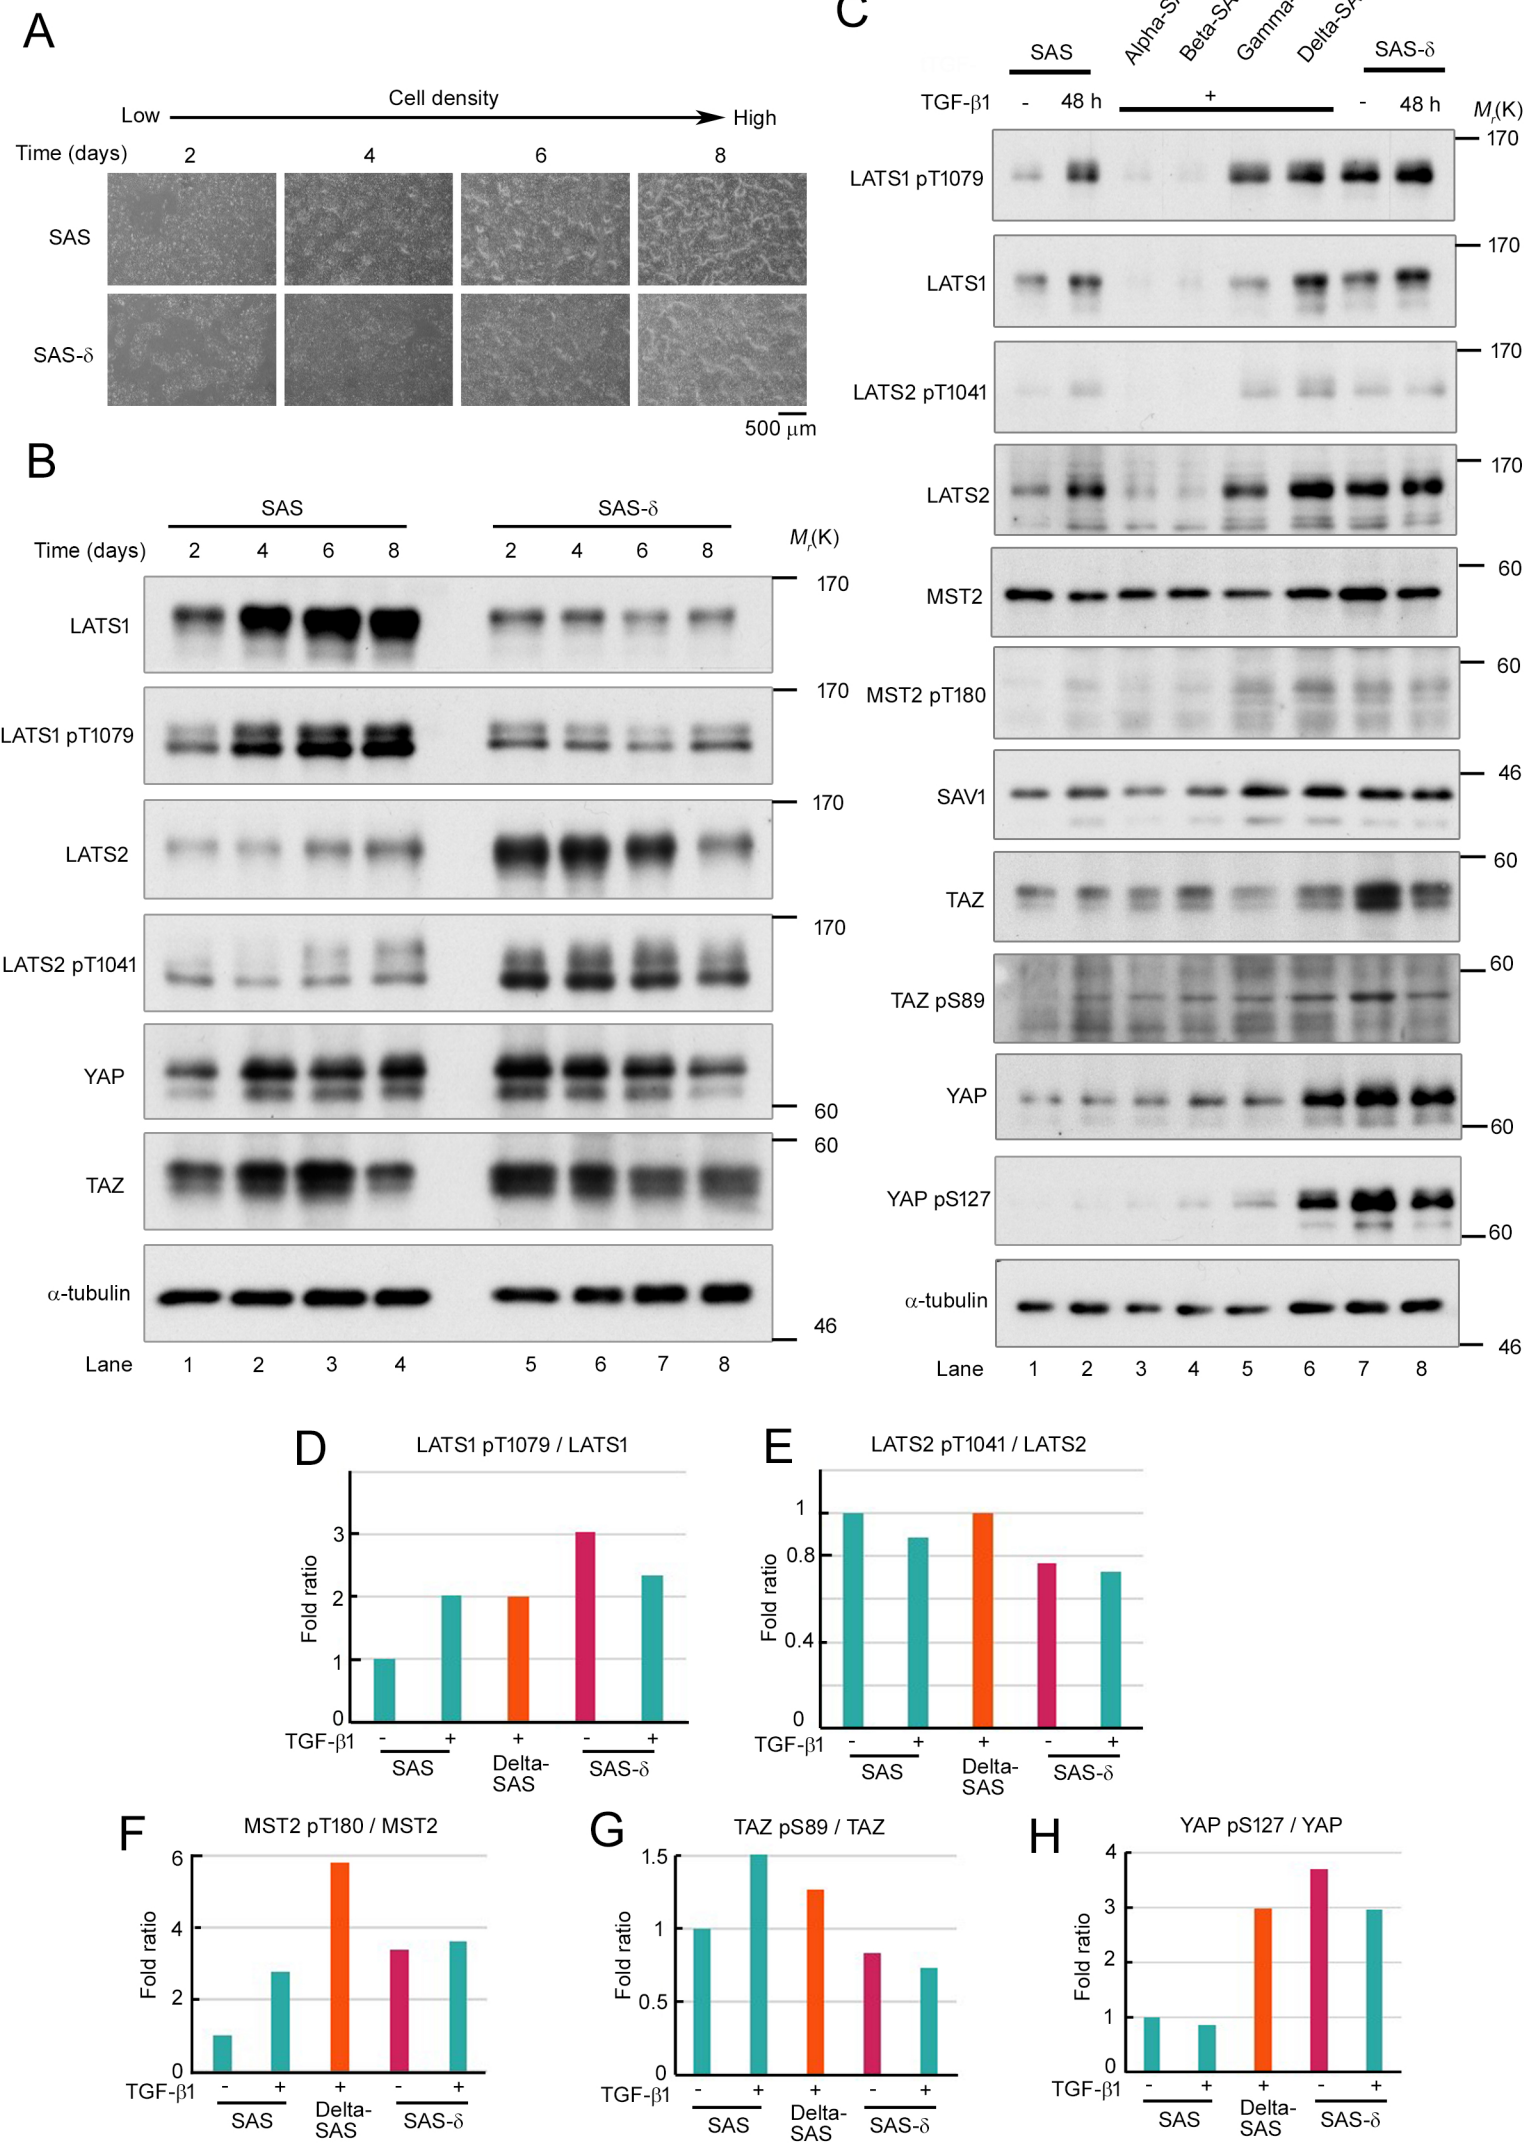 A
Cell density
Low High
Time (days) 2 4 6 8
SAS
SAS-δ
500 μm
B
SAS SAS-δ
Time (days) 2 4 6 8 2 4 6 8 Mr(K)
170
LATS1
170
LATS1 pT1079
170
LATS2
170
LATS2 pT1041
YAP
60
60
TAZ
α-tubulin
46
Lane 1 2 3 4 5 6 7 8
C
SAS SAS-δ
TGF-β1 - 48 h + - 48 h Mr(K)
170
LATS1 pT1079
170
LATS1
170
LATS2 pT1041
170
LATS2
60
MST2
60
MST2 pT180
46
SAV1
60
TAZ
60
TAZ pS89
YAP
60
YAP pS127
60
α-tubulin
46
Lane 1 2 3 4 5 6 7 8
D
LATS1 pT1079 / LATS1
Fold ratio
3
2
1
0
TGF-β1 - + + - +
SAS Delta-SAS SAS-δ
E
LATS2 pT1041 / LATS2
Fold ratio
1
0.8
0.4
0
TGF-β1 - + + - +
SAS Delta-SAS SAS-δ
F
MST2 pT180 / MST2
Fold ratio
6
4
2
0
TGF-β1 - + + - +
SAS Delta-SAS SAS-δ
G
TAZ pS89 / TAZ
Fold ratio
1.5
1
0.5
0
TGF-β1 - + + - +
SAS Delta-SAS SAS-δ
H
YAP pS127 / YAP
Fold ratio
4
3
2
1
0
TGF-β1 - + + - +
SAS Delta-SAS SAS-δ